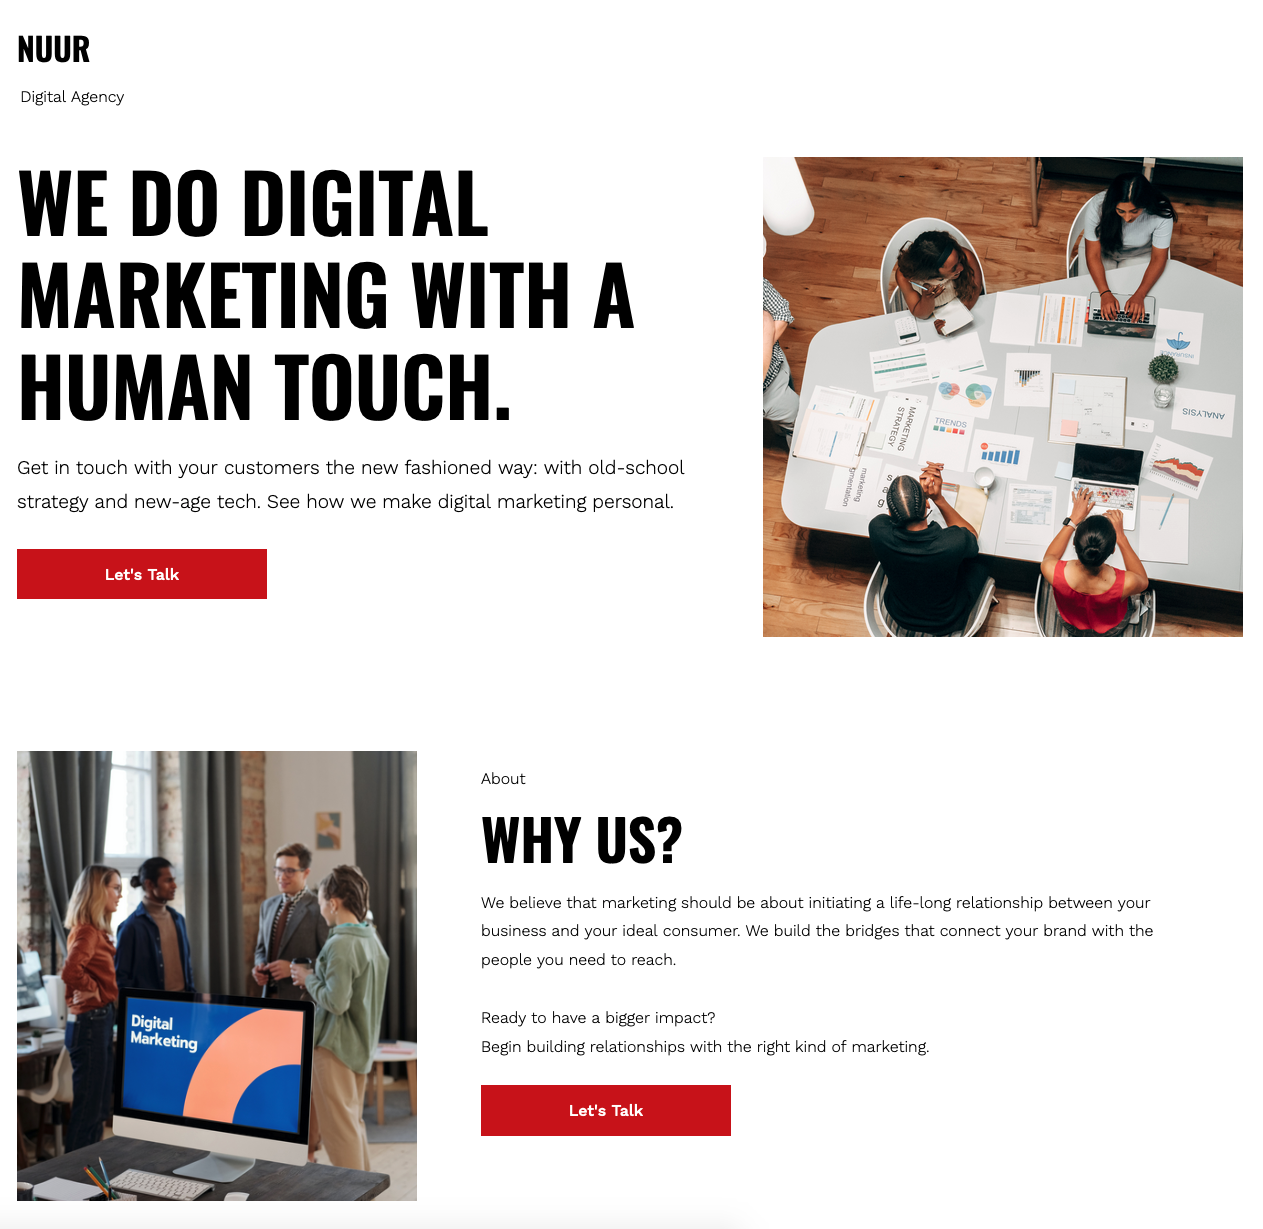 NUUR
Digital Agency
WE DO DIGITAL
MARKETING WITH A
HUMAN TOUCH.
Get in touch with your customers the new fashioned way: with old-school
strategy and new-age tech. See how we make digital marketing personal.
Let's Talk
INSURANCE
ANALYSIS
MARKETING
STRATEGY
TRENDS
marketing
About
WHY US?
We believe that marketing should be about initiating a life-long relationship between your
business and your ideal consumer. We build the bridges that connect your brand with the
people you need to reach.
Ready to have a bigger impact?
Begin building relationships with the right kind of marketing.
Let's Talk
Digital
Marketing